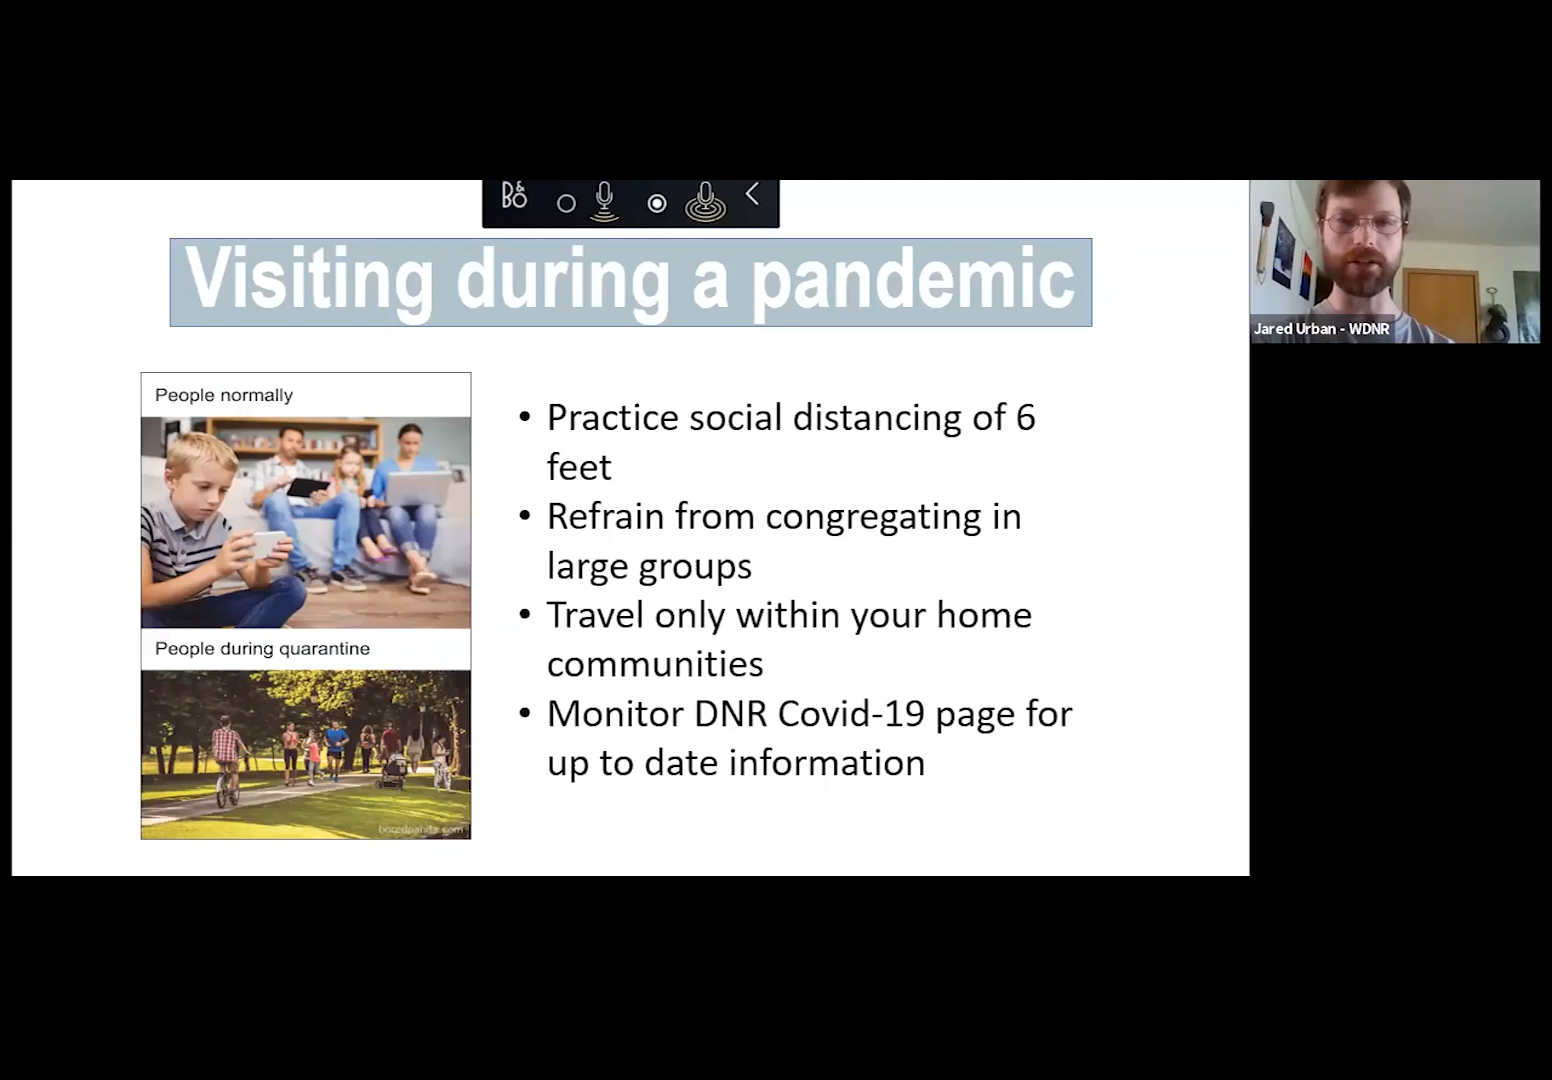 B&O
Visiting during a pandemic
Jared Urban - WDNR
People normally
People during quarantine
boredpanda.com
• Practice social distancing of 6
feet
• Refrain from congregating in
large groups
• Travel only within your home
communities
• Monitor DNR Covid-19 page for
up to date information